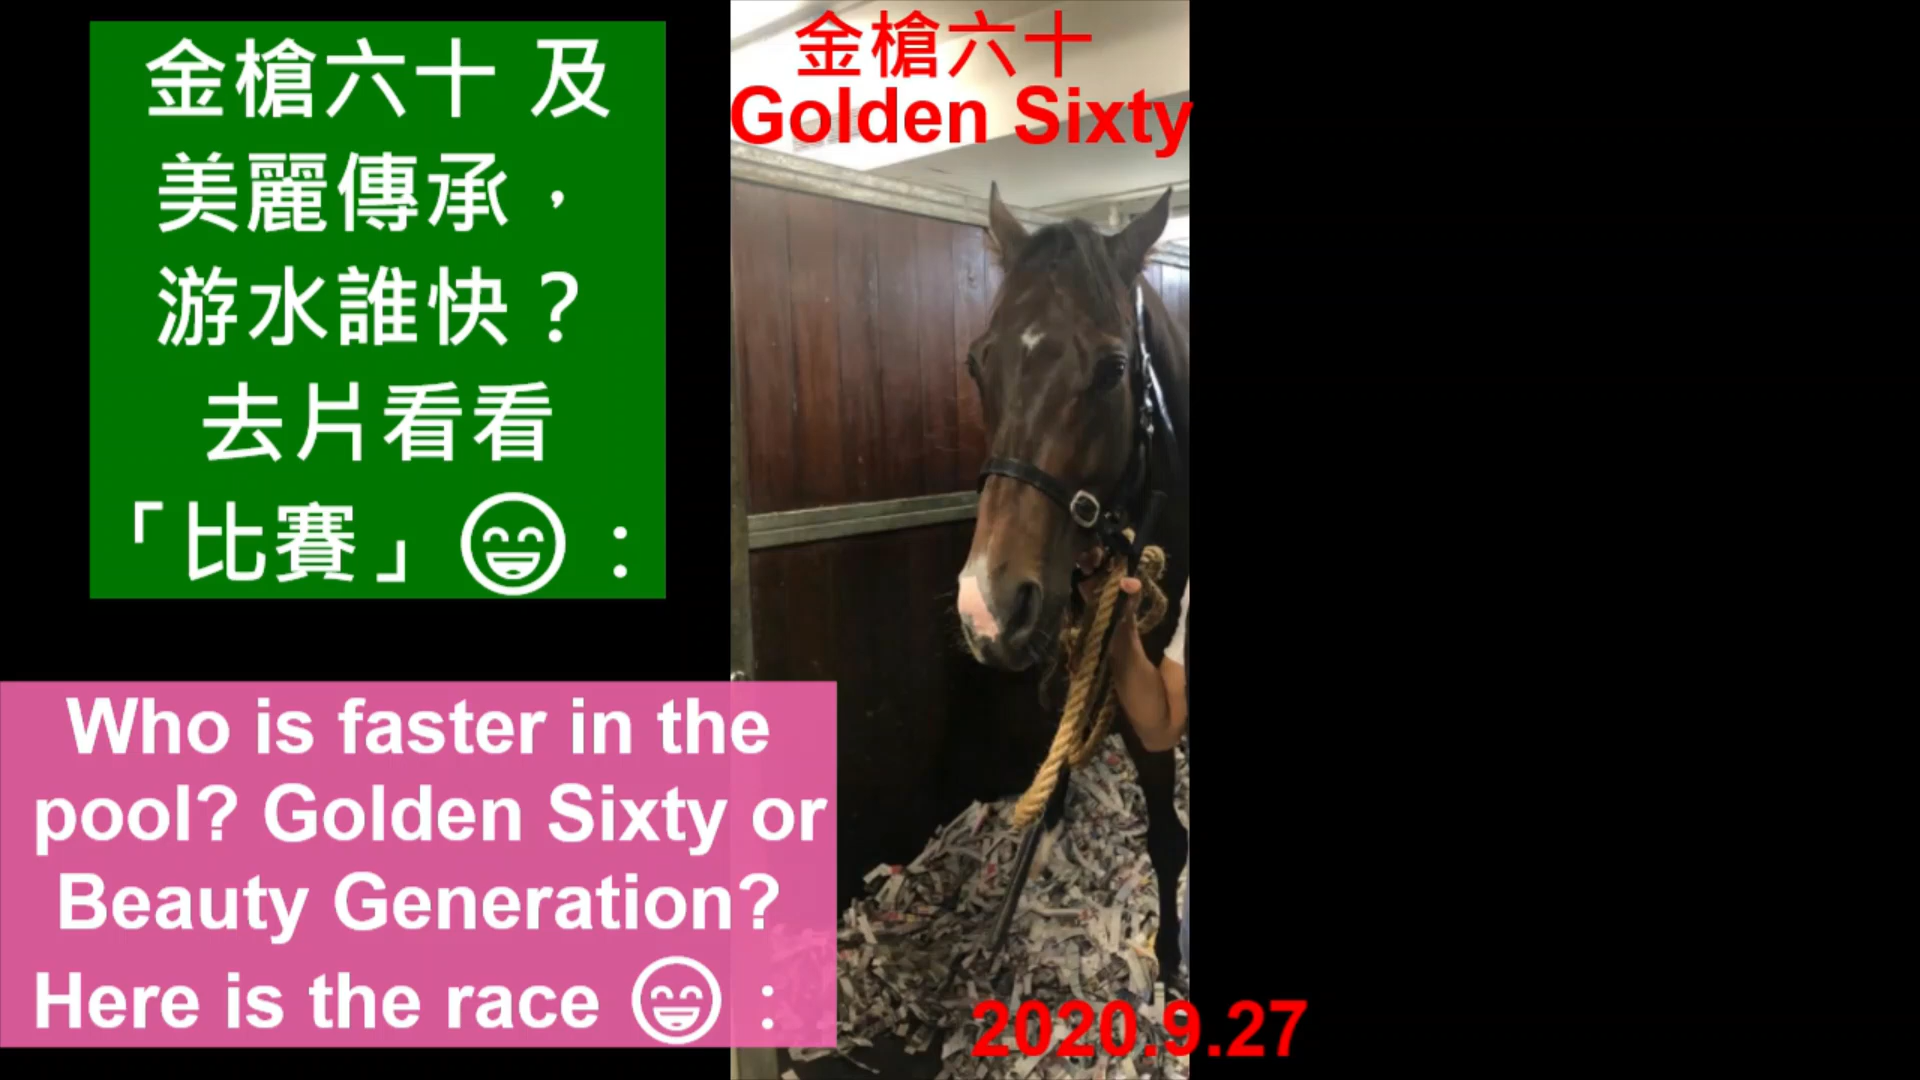 金槍六十 及
美麗傳承，
游水誰快？
去片看看
「比賽」😄：
金槍六十
Golden Sixty
Who is faster in the
pool? Golden Sixty or
Beauty Generation?
Here is the race 😄：
2020.9.27